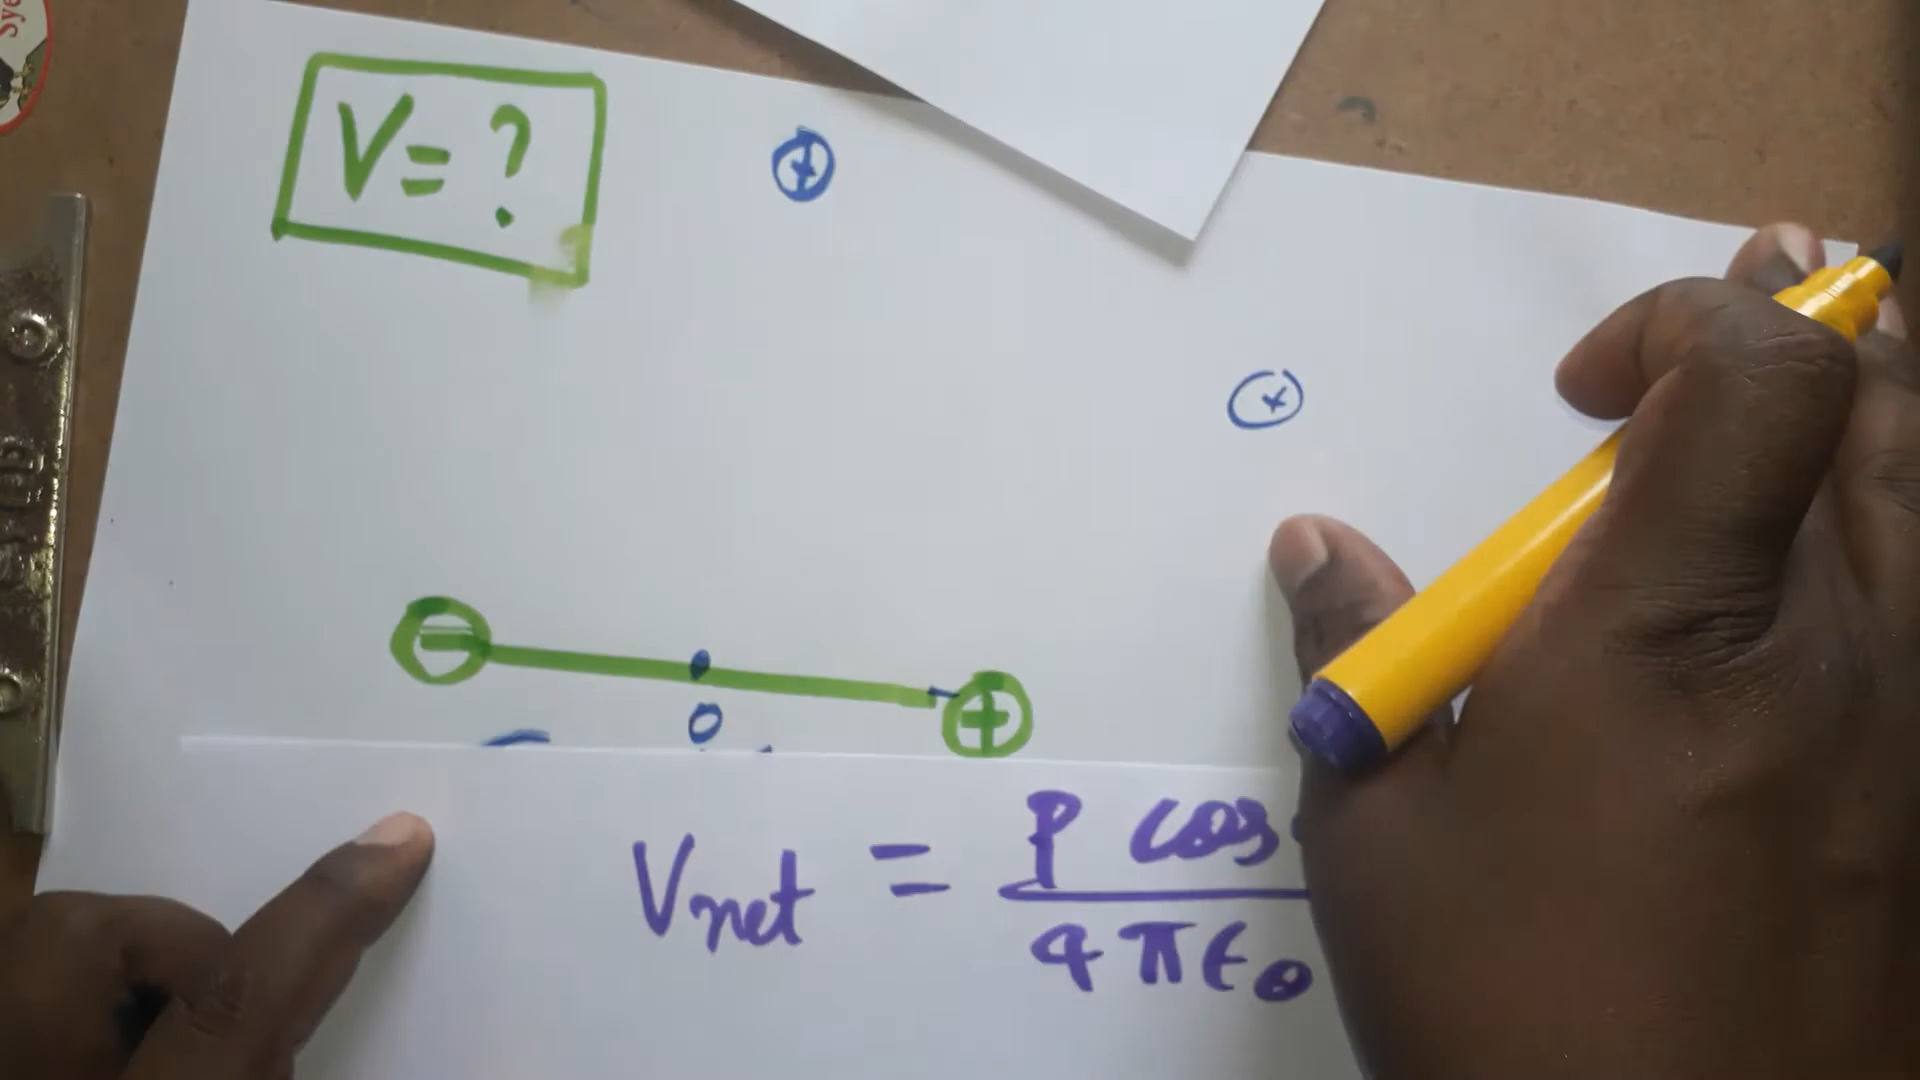 V = ?
+
+
−
+
O
Vnet = P cos
4πϵ0